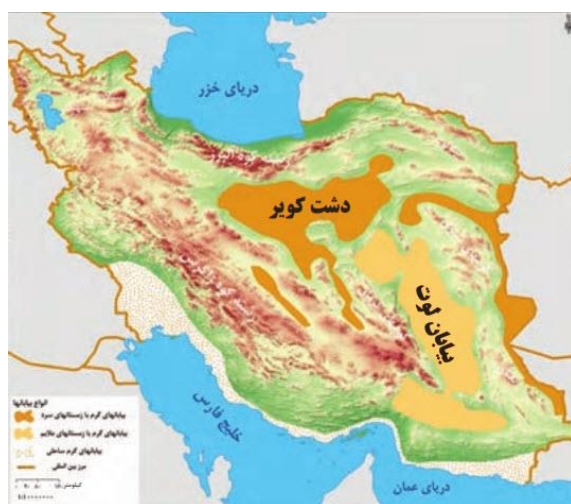 دریای خزر
دشت کویر
بیابان لوت
خلیج فارس
دریای عمان
انواع بیابانها
بیابانهای گرم با زمستانهای سرد
بیابانهای گرم با زمستانهای ملایم
بیابانهای گرم ساحلی
مرز بین المللی